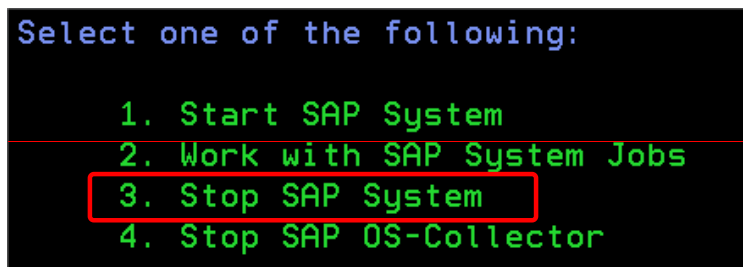 Select one of the following:
1. Start SAP System
2. Work with SAP System Jobs
3. Stop SAP System
4. Stop SAP OS-Collector